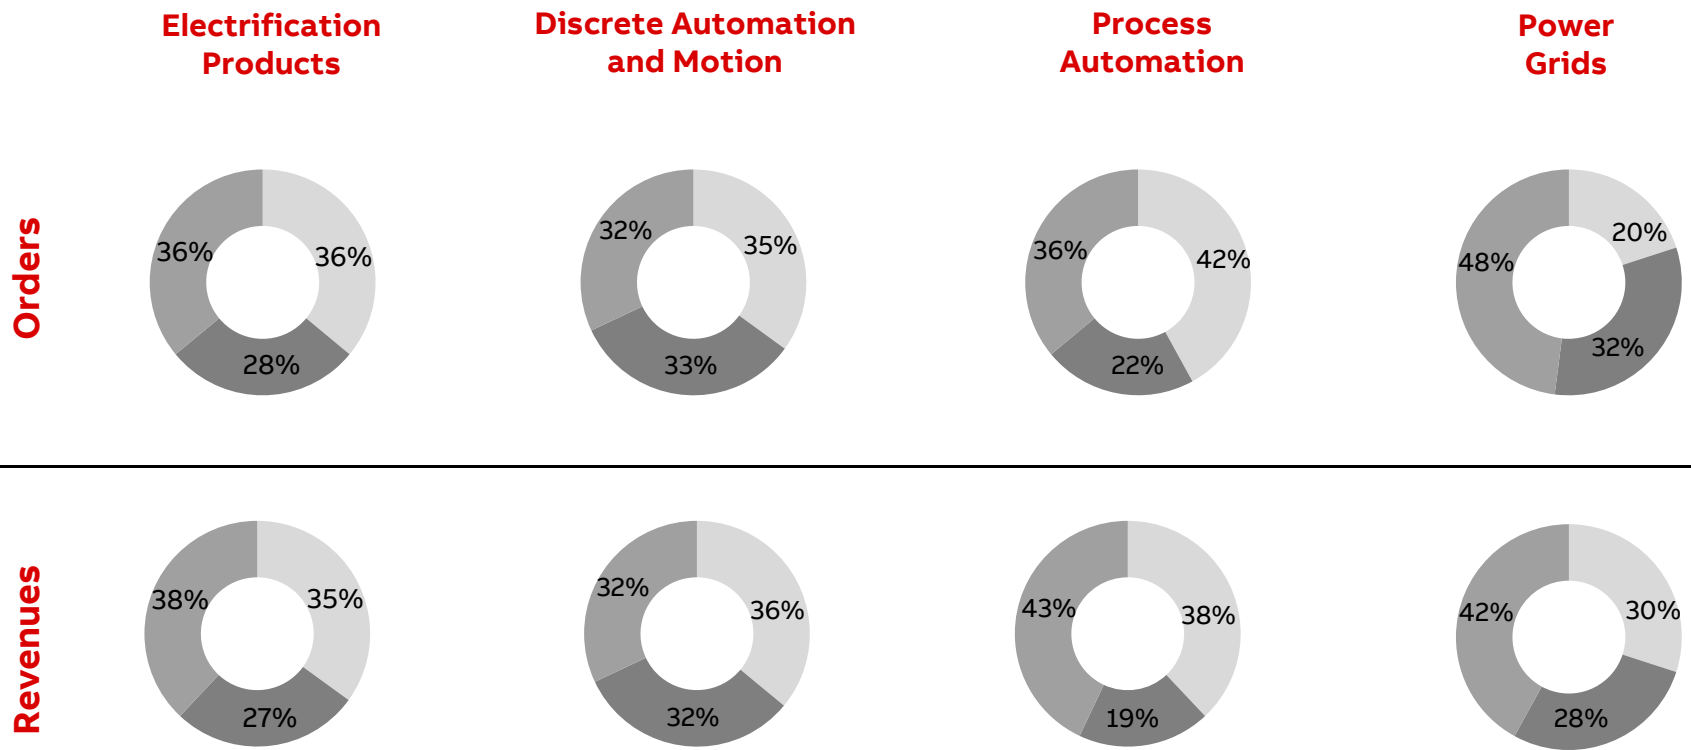 Electrification
Products
Discrete Automation
and Motion
Process
Automation
Power
Grids
Orders
36%
36%
28%
32%
35%
33%
36%
42%
22%
20%
48%
32%
Revenues
38%
35%
27%
32%
36%
32%
43%
38%
19%
42%
30%
28%